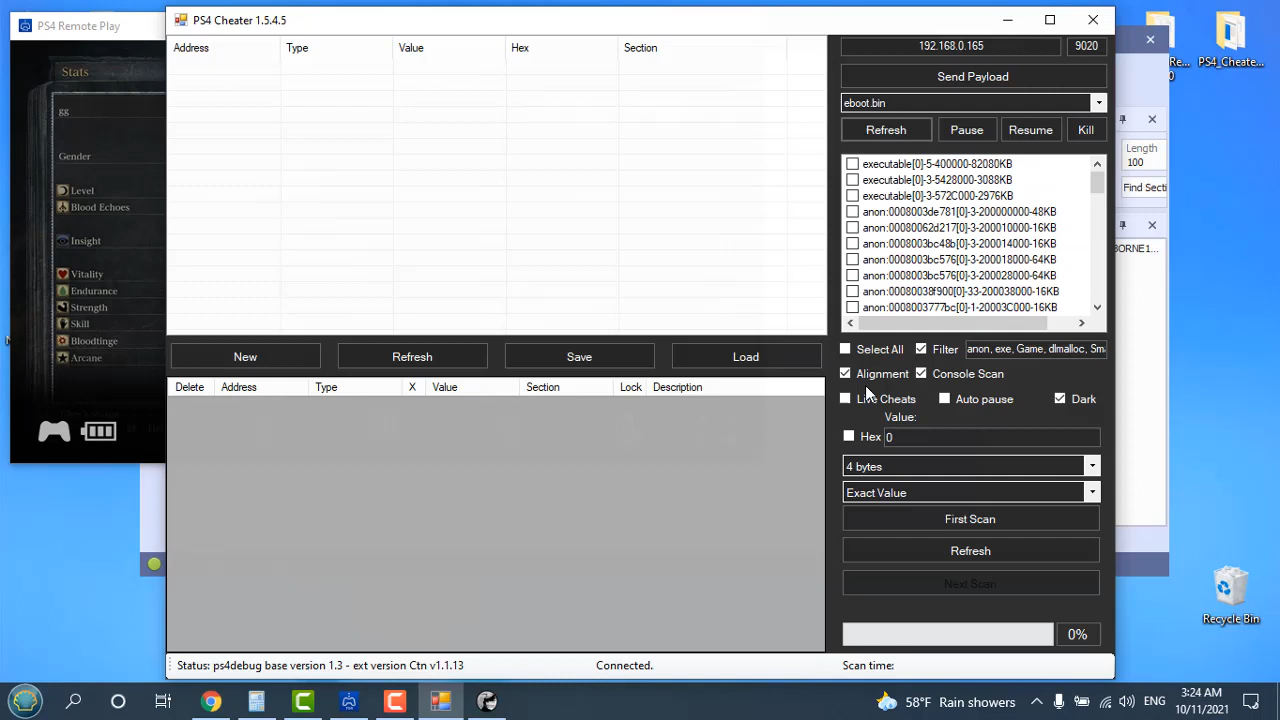 PS4 Remote Play
Stats
gg
Gender
Level
Blood Echoes
Insight
Vitality
Endurance
Strength
Skill
Bloodtinge
Arcane
PS4 Cheater 1.5.4.5
Address Type Value Hex Section
New Refresh Save Load
Delete Address Type X Value Section Lock Description
192.168.0.165 9020
Send Payload
eboot.bin
Refresh Pause Resume Kill
executable[0]-5-400000-82080KB
executable[0]-3-5428000-3088KB
executable[0]-3-572C000-2976KB
anon:0008003de781[0]-3-200000000-48KB
anon:00080062d217[0]-3-200010000-16KB
anon:0008003bc48b[0]-3-200014000-16KB
anon:0008003bc576[0]-3-200018000-64KB
anon:0008003bc576[0]-3-200028000-64KB
anon:00080038f900[0]-33-200038000-16KB
anon:0008003777bc[0]-1-20003C000-16KB
Select All Filter anon, exe, Game, dlmalloc, Sm
Alignment Console Scan
Cheats Auto pause Dark
Value:
Hex 0
4 bytes
Exact Value
First Scan
Refresh
Next Scan
0%
Status: ps4debug base version 1.3 - ext version Ctn v1.1.13 Connected. Scan time:
Length
100
Find Secti
BORNE1...
Re...
0
PS4_Cheate...
Recycle Bin
58°F Rain showers ENG 3:24 AM
10/11/2021